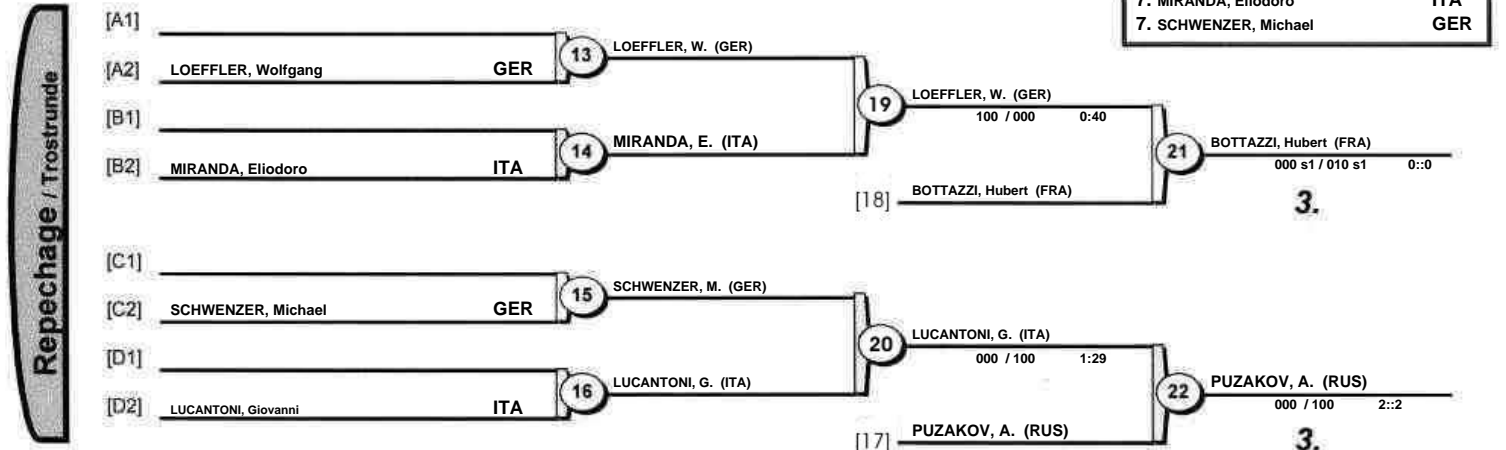 7. MIRANDA, Eliodoro ITA
7. SCHWENZER, Michael GER
Repechage / Trostrunde
[A1]
[A2] LOEFFLER, Wolfgang GER
13
LOEFFLER, W. (GER)
[B1]
[B2] MIRANDA, Eliodoro ITA
14
MIRANDA, E. (ITA)
19
LOEFFLER, W. (GER)
100 / 000 0:40
[18] BOTTAZZI, Hubert (FRA)
21
BOTTAZZI, Hubert (FRA)
000 s1 / 010 s1 0::0
3.
[C1]
[C2] SCHWENZER, Michael GER
15
SCHWENZER, M. (GER)
[D1]
[D2] LUCANTONI, Giovanni ITA
16
LUCANTONI, G. (ITA)
20
LUCANTONI, G. (ITA)
000 / 100 1:29
[17] PUZAKOV, A. (RUS)
22
PUZAKOV, A. (RUS)
000 / 100 2::2
3.